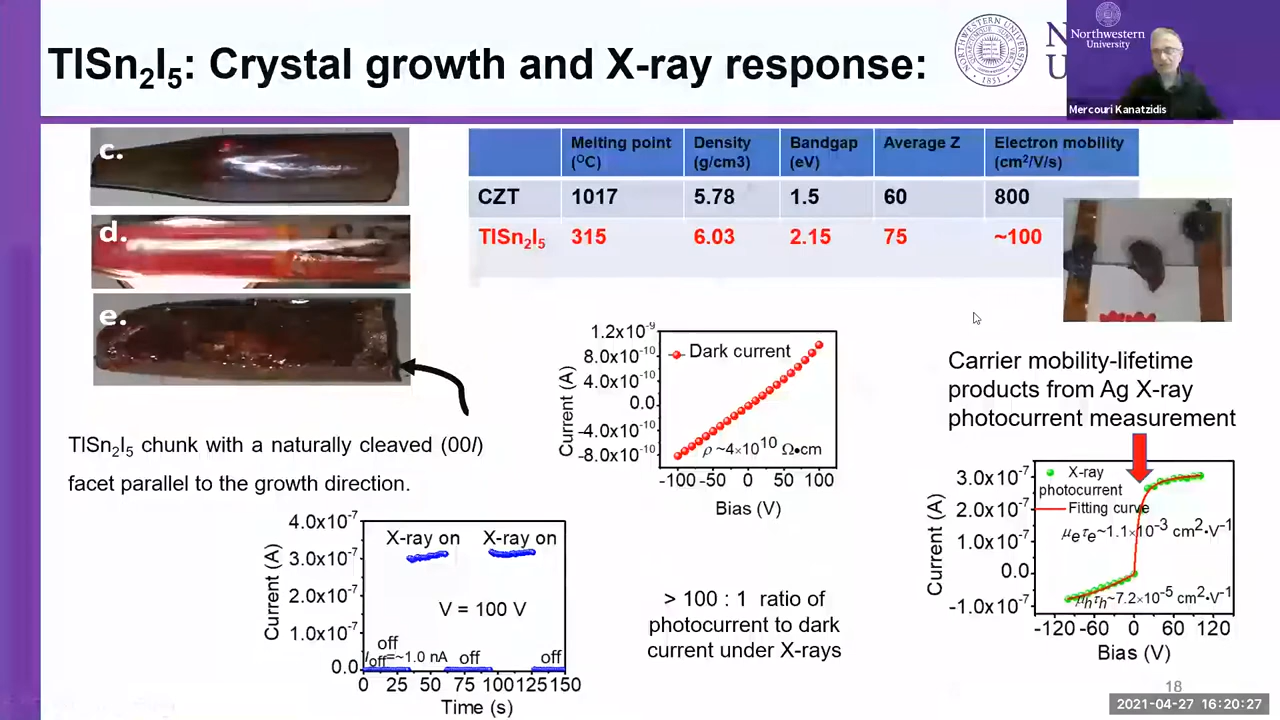 TlSn2I5: Crystal growth and X-ray response:
NORTHWESTERN UNIVERSITY
1851
N
U
Northwestern
University
Mercouri Kanatzidis
c.
d.
e.
Melting point (OC) Density (g/cm3) Bandgap (eV) Average Z Electron mobility (cm2/V/s)
CZT 1017 5.78 1.5 60 800
TlSn2I5 315 6.03 2.15 75 ~100
TlSn2I5 chunk with a naturally cleaved (00l)
facet parallel to the growth direction.
1.2x10-9
8.0x10-10
4.0x10-10
0.0
-4.0x10-10
-8.0x10-10
Current (A)
Dark current
ρ ~4×10^10 Ω•cm
-100 -50 0 50 100
Bias (V)
Carrier mobility-lifetime
products from Ag X-ray
photocurrent measurement
3.0x10-7
2.0x10-7
1.0x10-7
0.0
-1.0x10-7
Current (A)
X-ray
photocurrent
Fitting curve
μeτe~1.1×10-3 cm2•V-1
μhτh~7.2×10-5 cm2•V-1
-120 -60 0 60 120
Bias (V)
4.0x10-7
3.0x10-7
2.0x10-7
1.0x10-7
0.0
Current (A)
X-ray on X-ray on
V = 100 V
off
Ioff=~1.0 nA off off
0 25 50 75 100 125 150
Time (s)
> 100 : 1 ratio of
photocurrent to dark
current under X-rays
18
2021-04-27 16:20:27